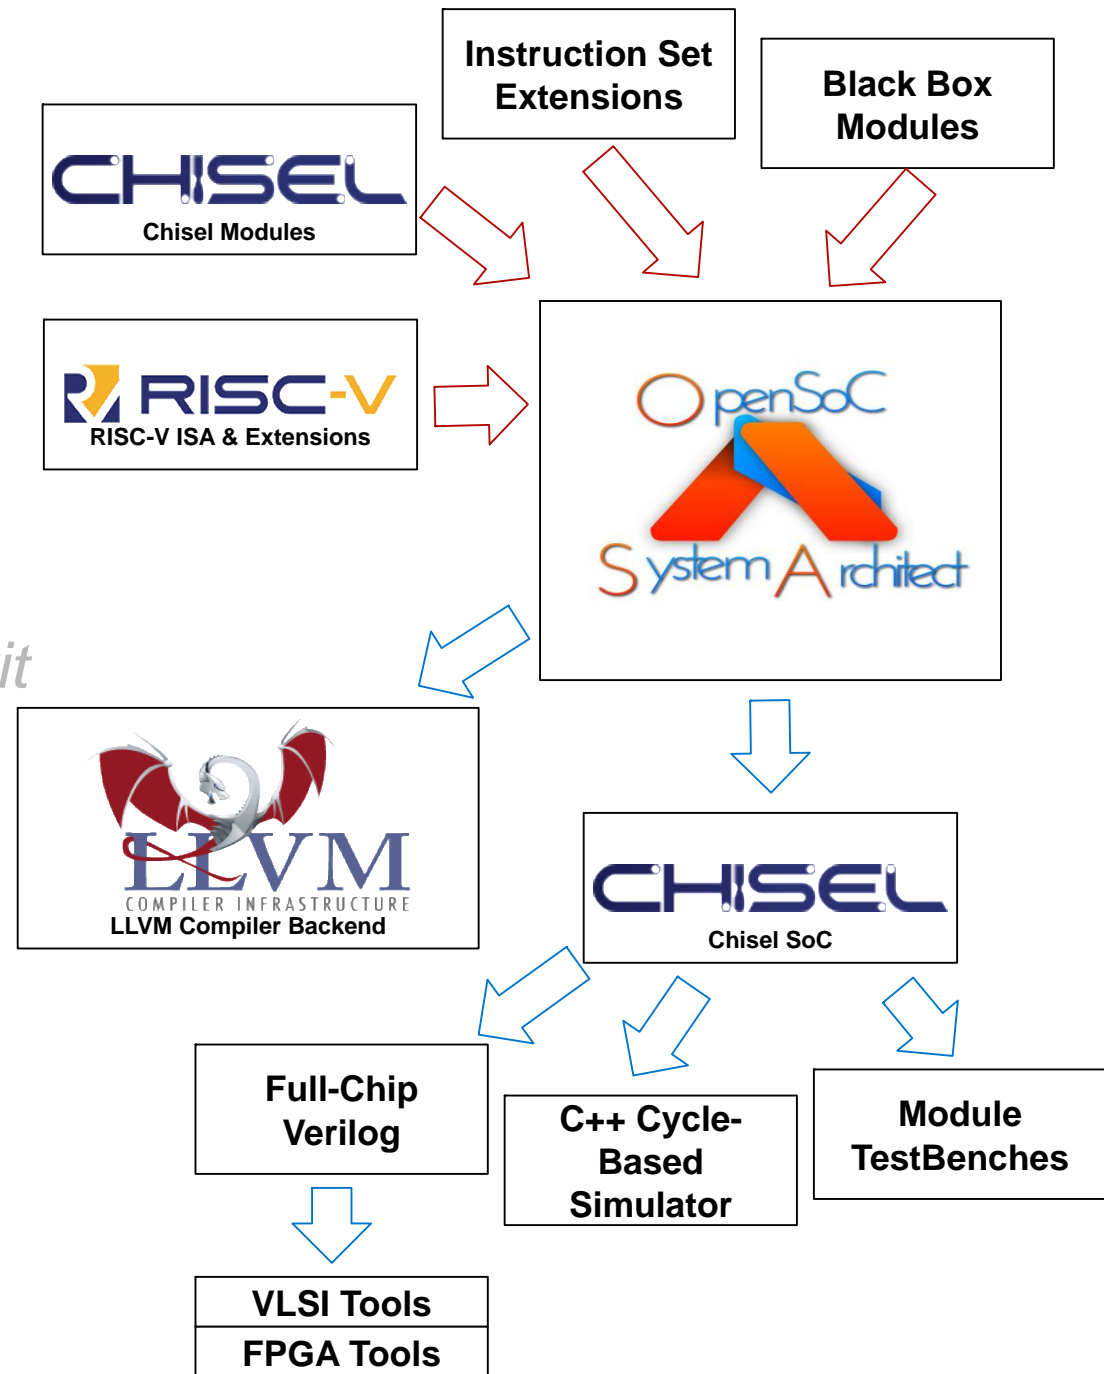 Instruction Set
Extensions
Black Box
Modules
CHISEL
Chisel Modules
RISC-V
RISC-V ISA & Extensions
OpenSoC
System Architect
it
LLVM
COMPILER INFRASTRUCTURE
LLVM Compiler Backend
CHISEL
Chisel SoC
Full-Chip
Verilog
C++ Cycle-
Based
Simulator
Module
TestBenches
VLSI Tools
FPGA Tools